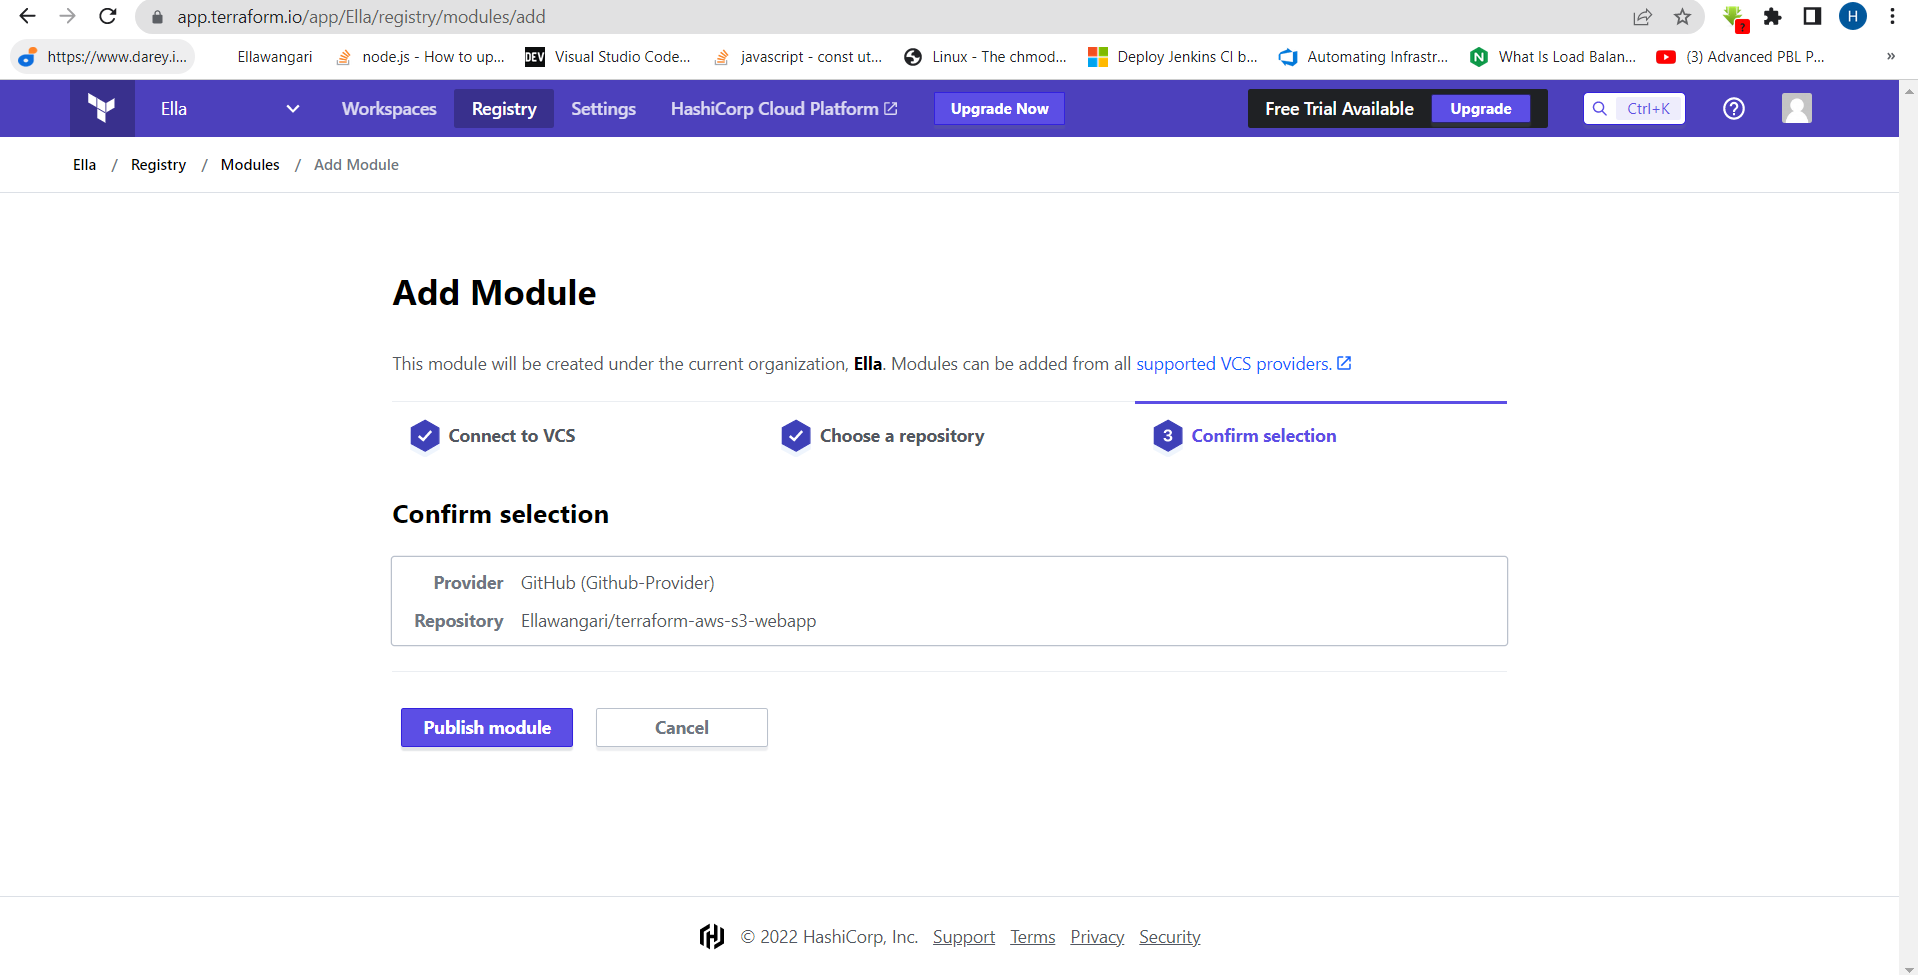 app.terraform.io/app/Ella/registry/modules/add
H
https://www.darey.i... Ellawangari node.js - How to up... DEV Visual Studio Code... javascript - const ut... Linux - The chmod... Deploy Jenkins CI b... Automating Infrastr... N What Is Load Balan... (3) Advanced PBL P... »
Ella Workspaces Registry Settings HashiCorp Cloud Platform Upgrade Now Free Trial Available Upgrade Ctrl+K ?
Ella / Registry / Modules / Add Module
Add Module
This module will be created under the current organization, Ella. Modules can be added from all supported VCS providers.
Connect to VCS Choose a repository 3 Confirm selection
Confirm selection
Provider GitHub (Github-Provider)
Repository Ellawangari/terraform-aws-s3-webapp
Publish module Cancel
© 2022 HashiCorp, Inc. Support Terms Privacy Security